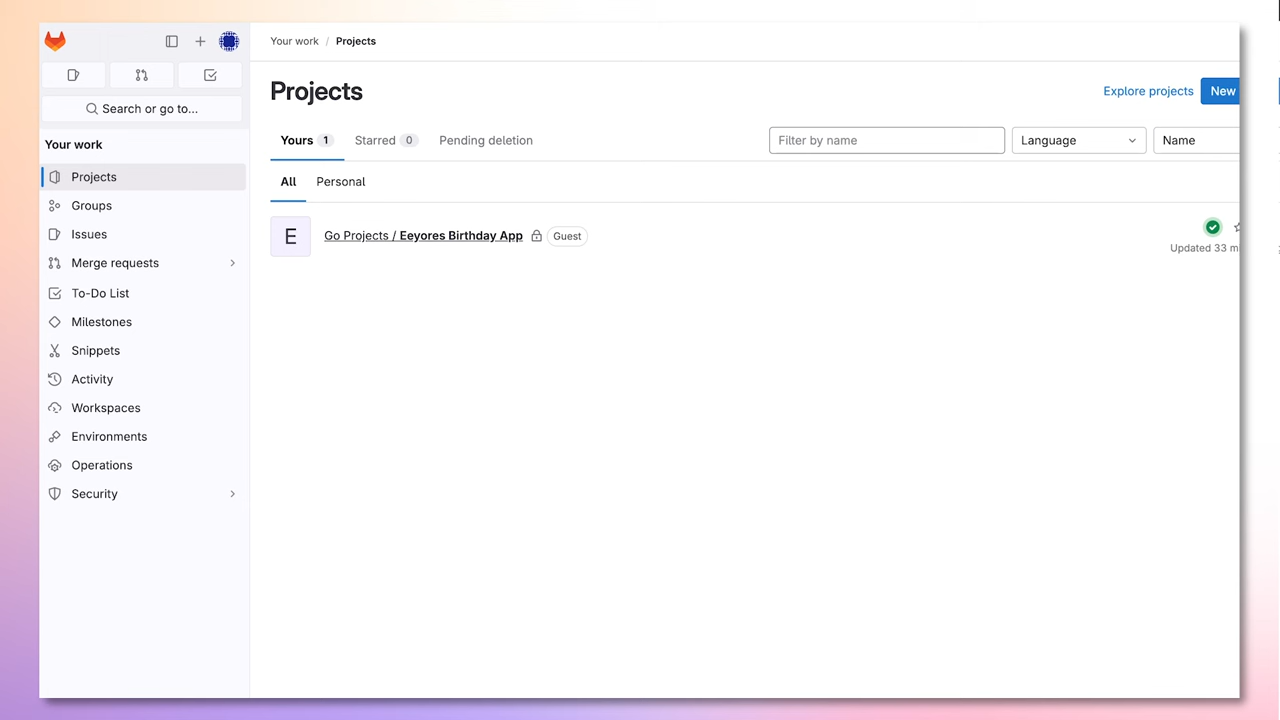 Your work / Projects
Search or go to...
Your work
Projects
Groups
Issues
Merge requests
To-Do List
Milestones
Snippets
Activity
Workspaces
Environments
Operations
Security
Projects
Explore projects
New
Yours 1
Starred 0
Pending deletion
Filter by name
Language
Name
All
Personal
E
Go Projects / Eeyores Birthday App
Guest
Updated 33 m